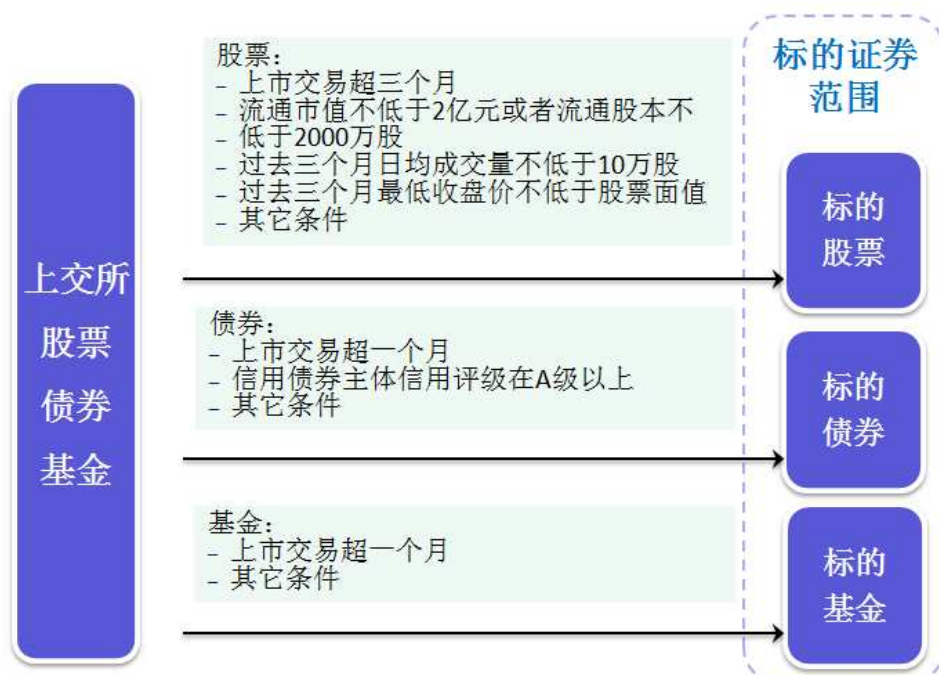 上交所
股票
债券
基金
股票：
- 上市交易超三个月
- 流通市值不低于2亿元或者流通股本不
- 低于2000万股
- 过去三个月日均成交量不低于10万股
- 过去三个月最低收盘价不低于股票面值
- 其它条件
债券：
- 上市交易超一个月
- 信用债券主体信用评级在A级以上
- 其它条件
基金：
- 上市交易超一个月
- 其它条件
标的证券
范围
标的
股票
标的
债券
标的
基金